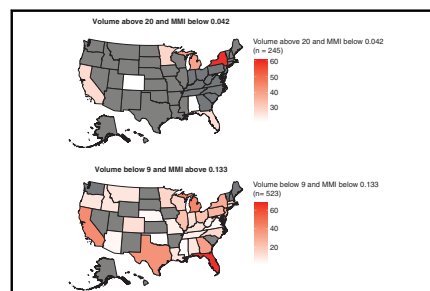 Volume above 20 and MMI below 0.042
Volume above 20 and MMI below 0.042
(n = 245)
60
50
40
30
Volume below 9 and MMI above 0.133
Volume below 9 and MMI below 0.133
(n= 523)
60
40
20